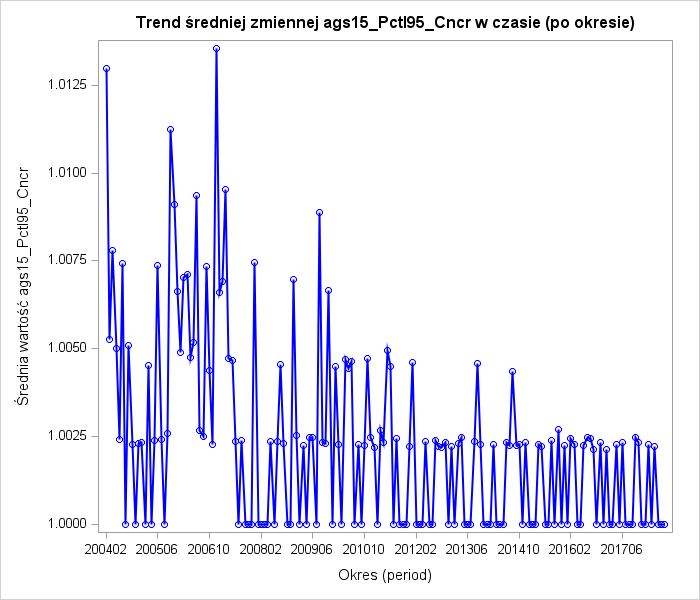 Trend średniej zmiennej ags15_Pctl95_Cncr w czasie (po okresie)
Średnia wartość ags15_Pctl95_Cncr
1.0125
1.0100
1.0075
1.0050
1.0025
1.0000
200402 200506 200610 200802 200906 201010 201202 201306 201410 201602 201706
Okres (period)